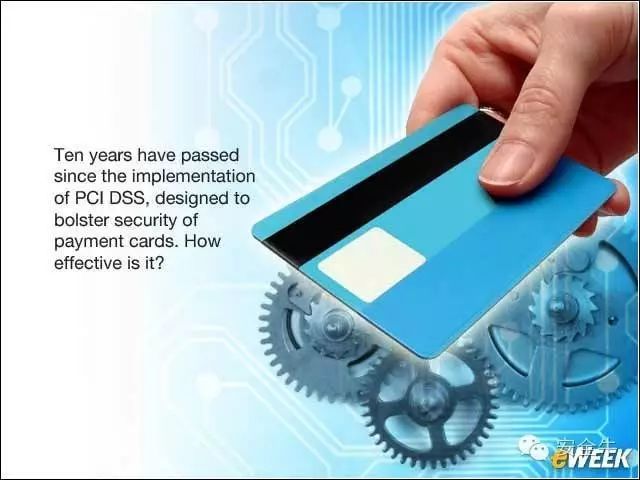 Ten years have passed
since the implementation
of PCI DSS, designed to
bolster security of
payment cards. How
effective is it?
安全牛
eWEEK